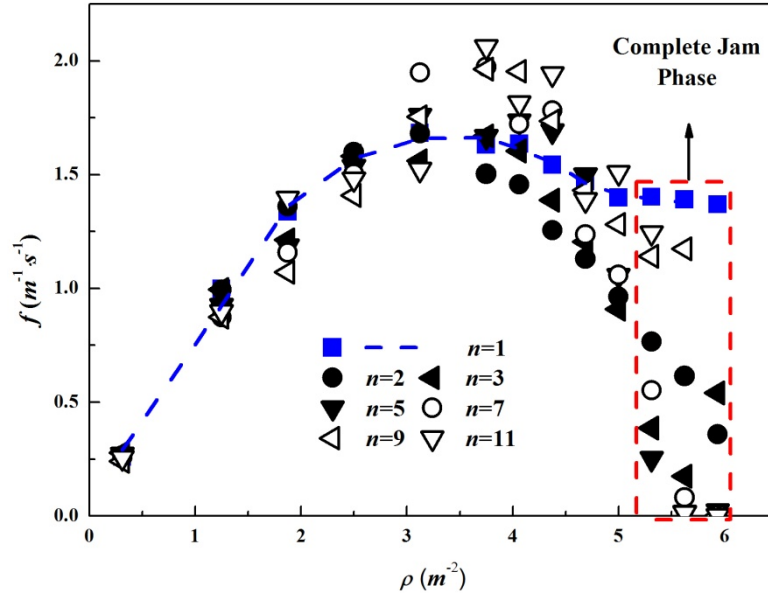 Complete Jam
Phase
2.0
1.5
1.0
0.5
0.0
f (m⁻¹·s⁻¹)
n=1
n=2 n=3
n=5 n=7
n=9 n=11
0 1 2 3 4 5 6
ρ (m⁻²)